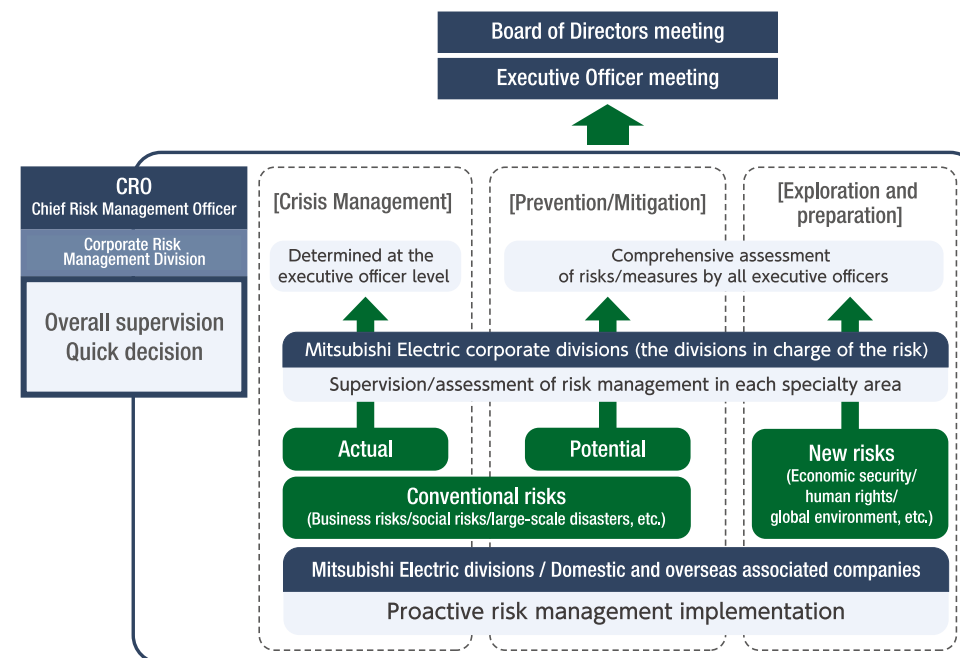 Board of Directors meeting
Executive Officer meeting
CRO
Chief Risk Management Officer
Corporate Risk
Management Division
Overall supervision
Quick decision
[Crisis Management]
[Prevention/Mitigation]
[Exploration and
preparation]
Determined at the
executive officer level
Comprehensive assessment
of risks/measures by all executive officers
Mitsubishi Electric corporate divisions (the divisions in charge of the risk)
Supervision/assessment of risk management in each specialty area
Actual
Potential
Conventional risks
(Business risks/social risks/large-scale disasters, etc.)
New risks
(Economic security/
human rights/
global environment, etc.)
Mitsubishi Electric divisions / Domestic and overseas associated companies
Proactive risk management implementation